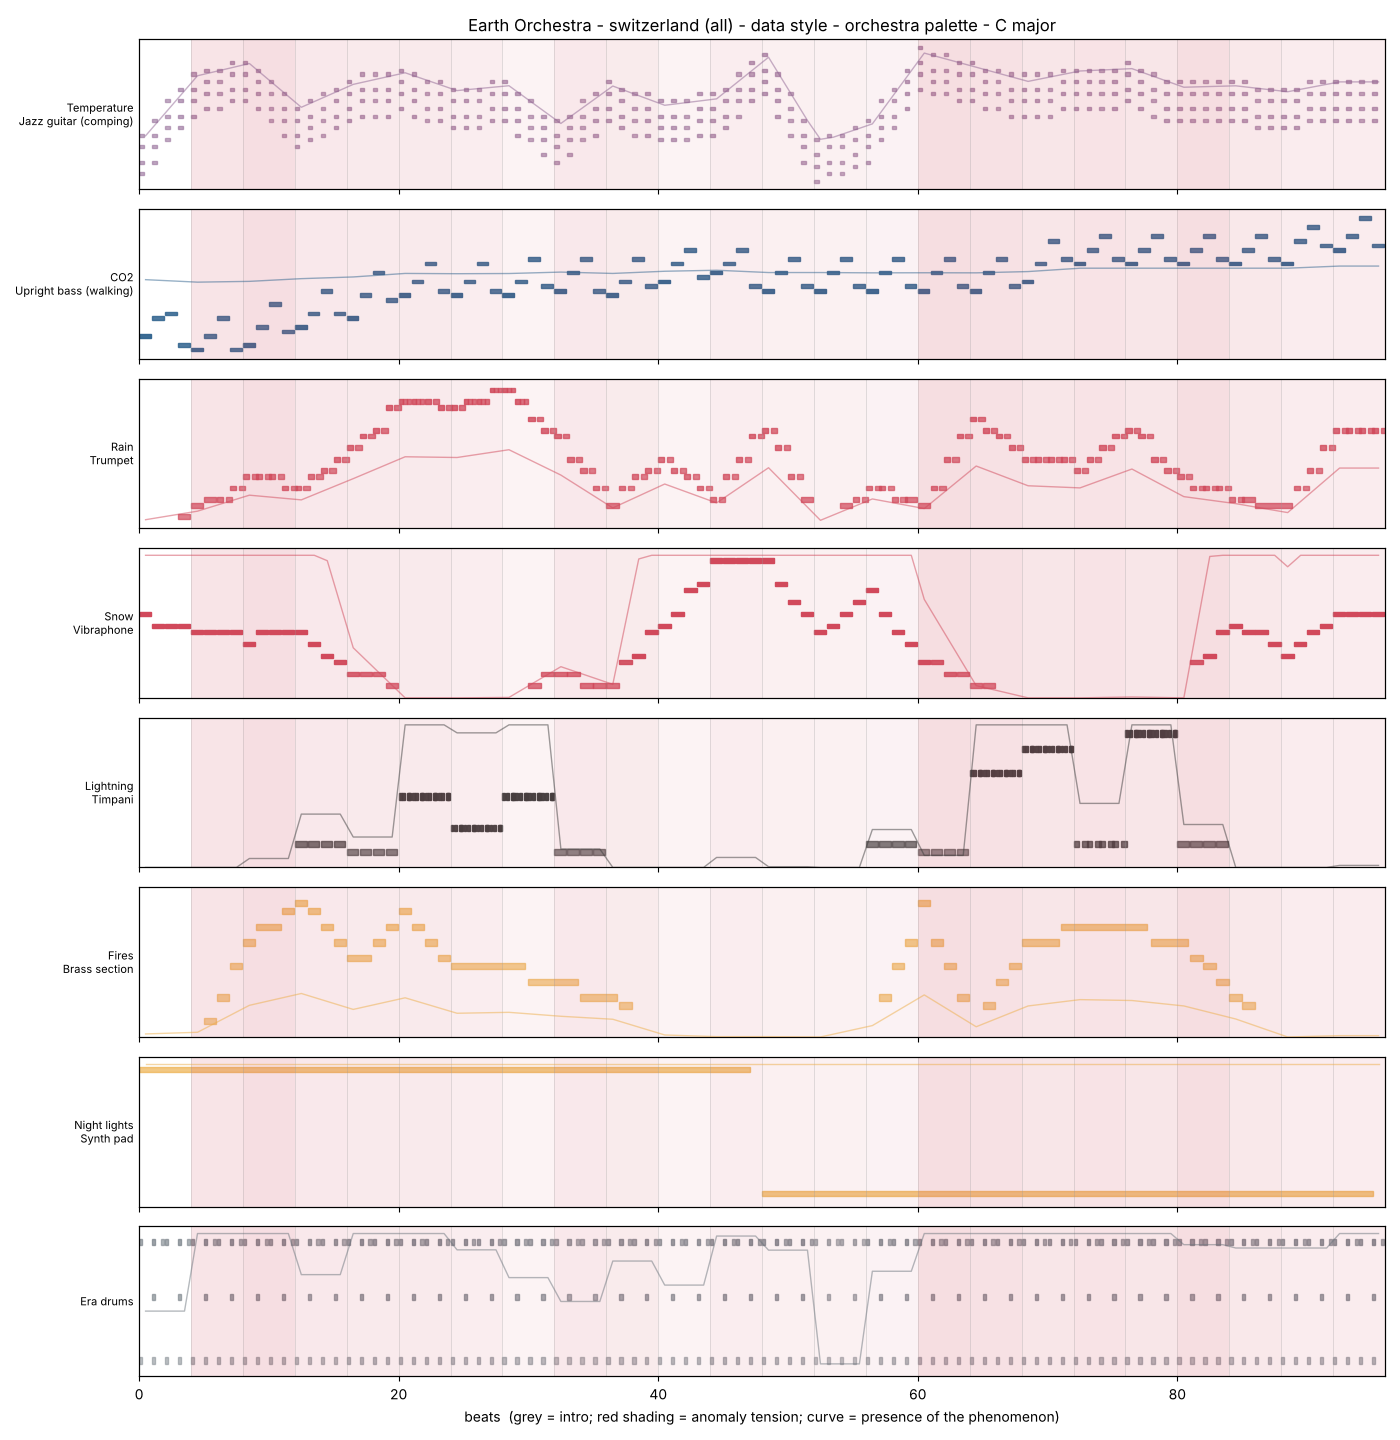 Earth Orchestra - switzerland (all) - data style - orchestra palette - C major
Temperature
Jazz guitar (comping)
CO2
Upright bass (walking)
Rain
Trumpet
Snow
Vibraphone
Lightning
Timpani
Fires
Brass section
Night lights
Synth pad
Era drums
0 20 40 60 80
beats  (grey = intro; red shading = anomaly tension; curve = presence of the phenomenon)